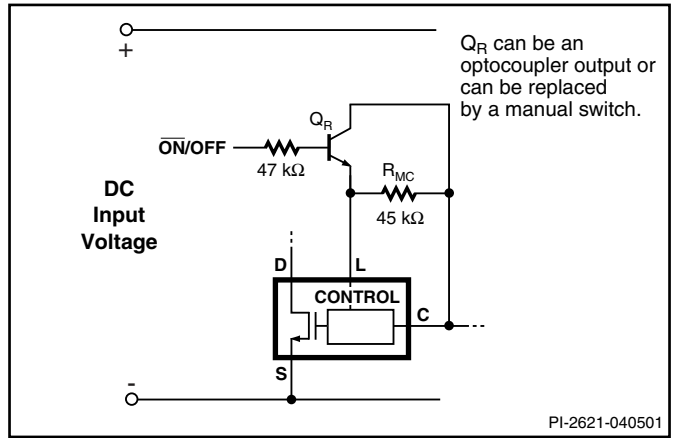 +
Q_R can be an
optocoupler output or
can be replaced
by a manual switch.
Q_R
O̅N̅/OFF
47 kΩ
R_MC
45 kΩ
DC
Input
Voltage
D
L
CONTROL
C
S
-
PI-2621-040501